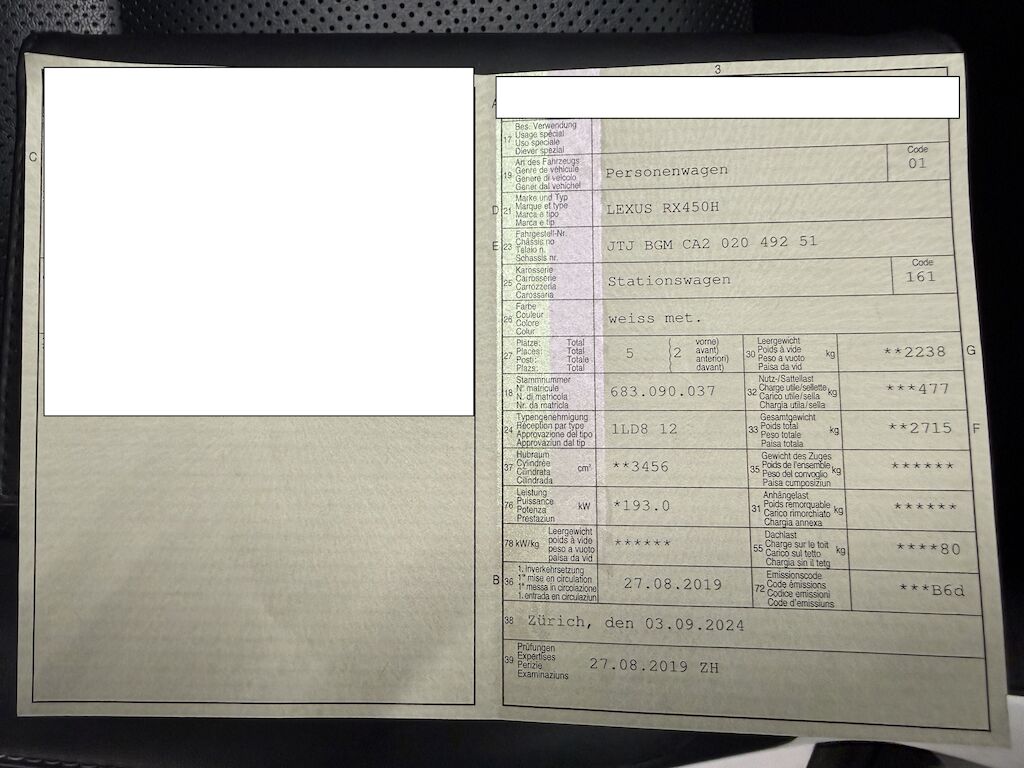 3
C
A
17 Bes. Verwendung
Usage spécial
Uso speciale
Diever spezial
19 Art des Fahrzeugs
Genre de véhicule
Genere di veicolo
Gener dal vehichel
Personenwagen
Code
01
D 21 Marke und Typ
Marque et type
Marca e tipo
Marca e tip
LEXUS RX450H
E 23 Fahrgestell-Nr.
Châssis no
Telaio n.
Schassis nr.
JTJ BGM CA2 020 492 51
25 Karosserie
Carrosserie
Carrozzeria
Carossaria
Stationswagen
Code
161
26 Farbe
Couleur
Colore
Colur
weiss met.
27 Plätze: Total
Places: Total
Posti: Totale
Plazs: Total
5 (2 vorne)
avant)
anteriori)
davant)
30 Leergewicht
Poids à vide
Peso a vuoto
Paisa da vid
kg **2238 G
18 Stammnummer
N° matricule
N. di matricola
Nr. da matricla
683.090.037
32 Nutz-/Sattellast
Charge utile/sellette
Carico utile/sella
Chargia utila/sella
kg ***477
24 Typengenehmigung
Réception par type
Approvazione del tipo
Approvaziun dal tip
1LD8 12
33 Gesamtgewicht
Poids total
Peso totale
Paisa totala
kg **2715 F
37 Hubraum
Cylindrée
Cilindrata
Cilindrada
cm³ **3456
35 Gewicht des Zuges
Poids de l'ensemble
Peso del convoglio
Paisa cumposiziun
kg ******
76 Leistung
Puissance
Potenza
Prestaziun
kW *193.0
31 Anhängelast
Poids remorquable
Carico rimorchiato
Chargia annexa
kg ******
78 kW/kg Leergewicht
poids à vide
peso a vuoto
paisa da vid
******
55 Dachlast
Charge sur le toit
Carico sul tetto
Chargia sin il tetg
kg ****80
B 36 1. Inverkehrsetzung
1re mise en circulation
1a messa in circolazione
1. entrada en circulaziun
27.08.2019
72 Emissionscode
Code émissions
Codice emissioni
Code d'emissiuns
***B6d
38 Zürich, den 03.09.2024
39 Prüfungen
Expertises
Perizie
Examinaziuns
27.08.2019 ZH